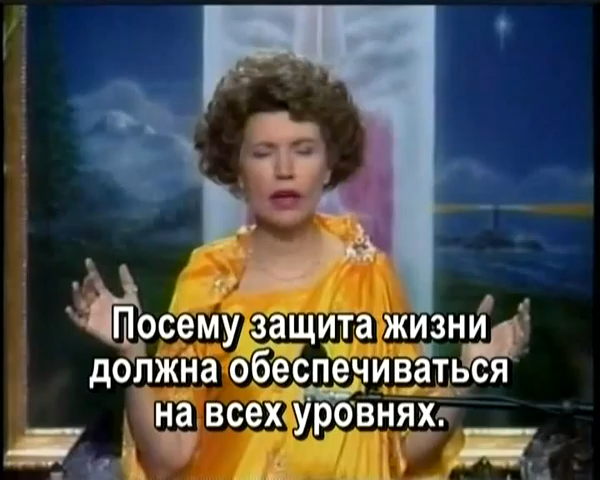 Посему защита жизни
должна обеспечиваться
на всех уровнях.